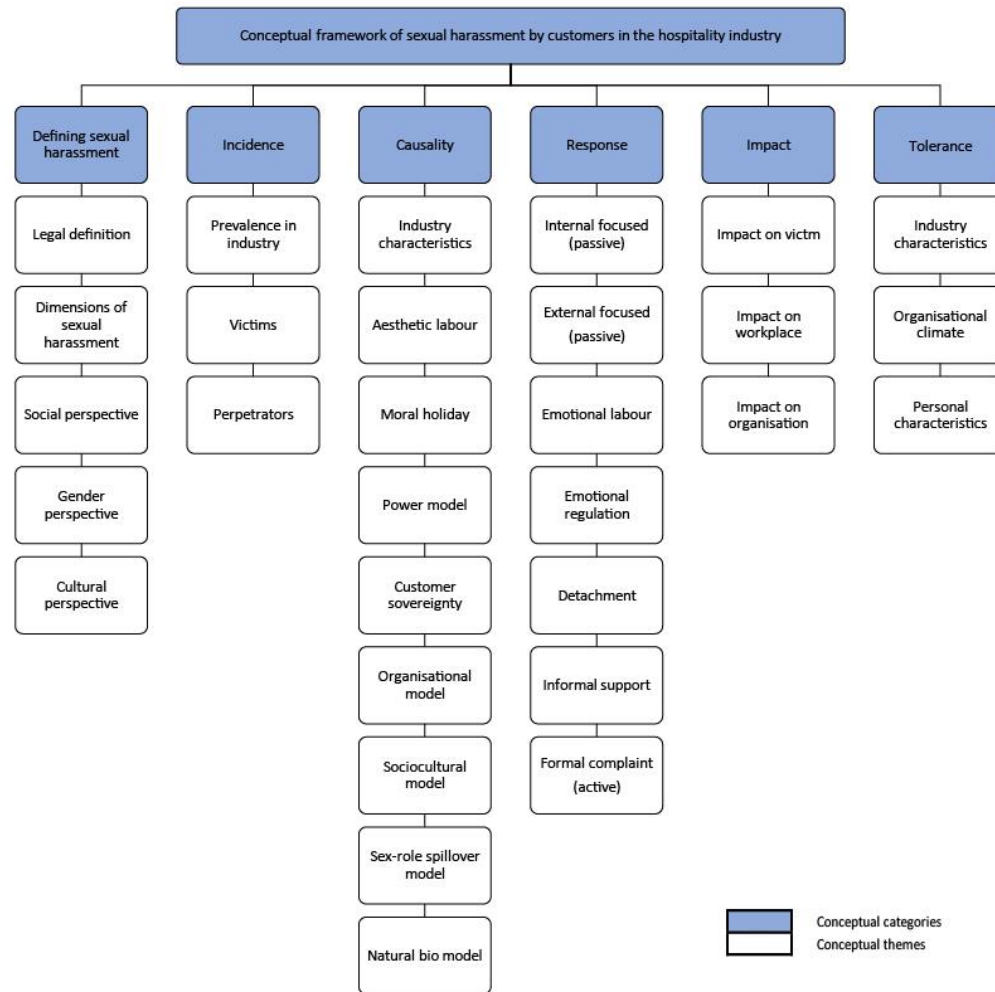 Conceptual framework of sexual harassment by customers in the hospitality industry
Defining sexual
harassment
Legal definition
Dimensions of
sexual
harassment
Social perspective
Gender
perspective
Cultural
perspective
Incidence
Prevalence in
industry
Victims
Perpetrators
Causality
Industry
characteristics
Aesthetic labour
Moral holiday
Power model
Customer
sovereignty
Organisational
model
Sociocultural
model
Sex-role spillover
model
Natural bio model
Response
Internal focused
(passive)
External focused
(passive)
Emotional labour
Emotional
regulation
Detachment
Informal support
Formal complaint
(active)
Impact
Impact on victm
Impact on
workplace
Impact on
organisation
Tolerance
Industry
characteristics
Organisational
climate
Personal
characteristics
Conceptual categories
Conceptual themes